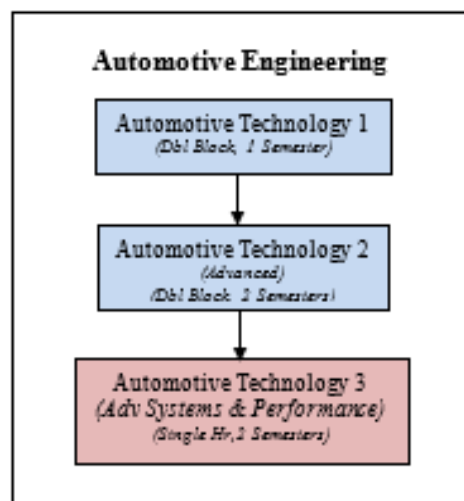 Automotive Engineering
Automotive Technology 1
(Dbl Block, 1 Semester)
Automotive Technology 2
(Advanced)
(Dbl Block 2 Semesters)
Automotive Technology 3
(Adv Systems & Performance)
(Single Hr, 2 Semesters)